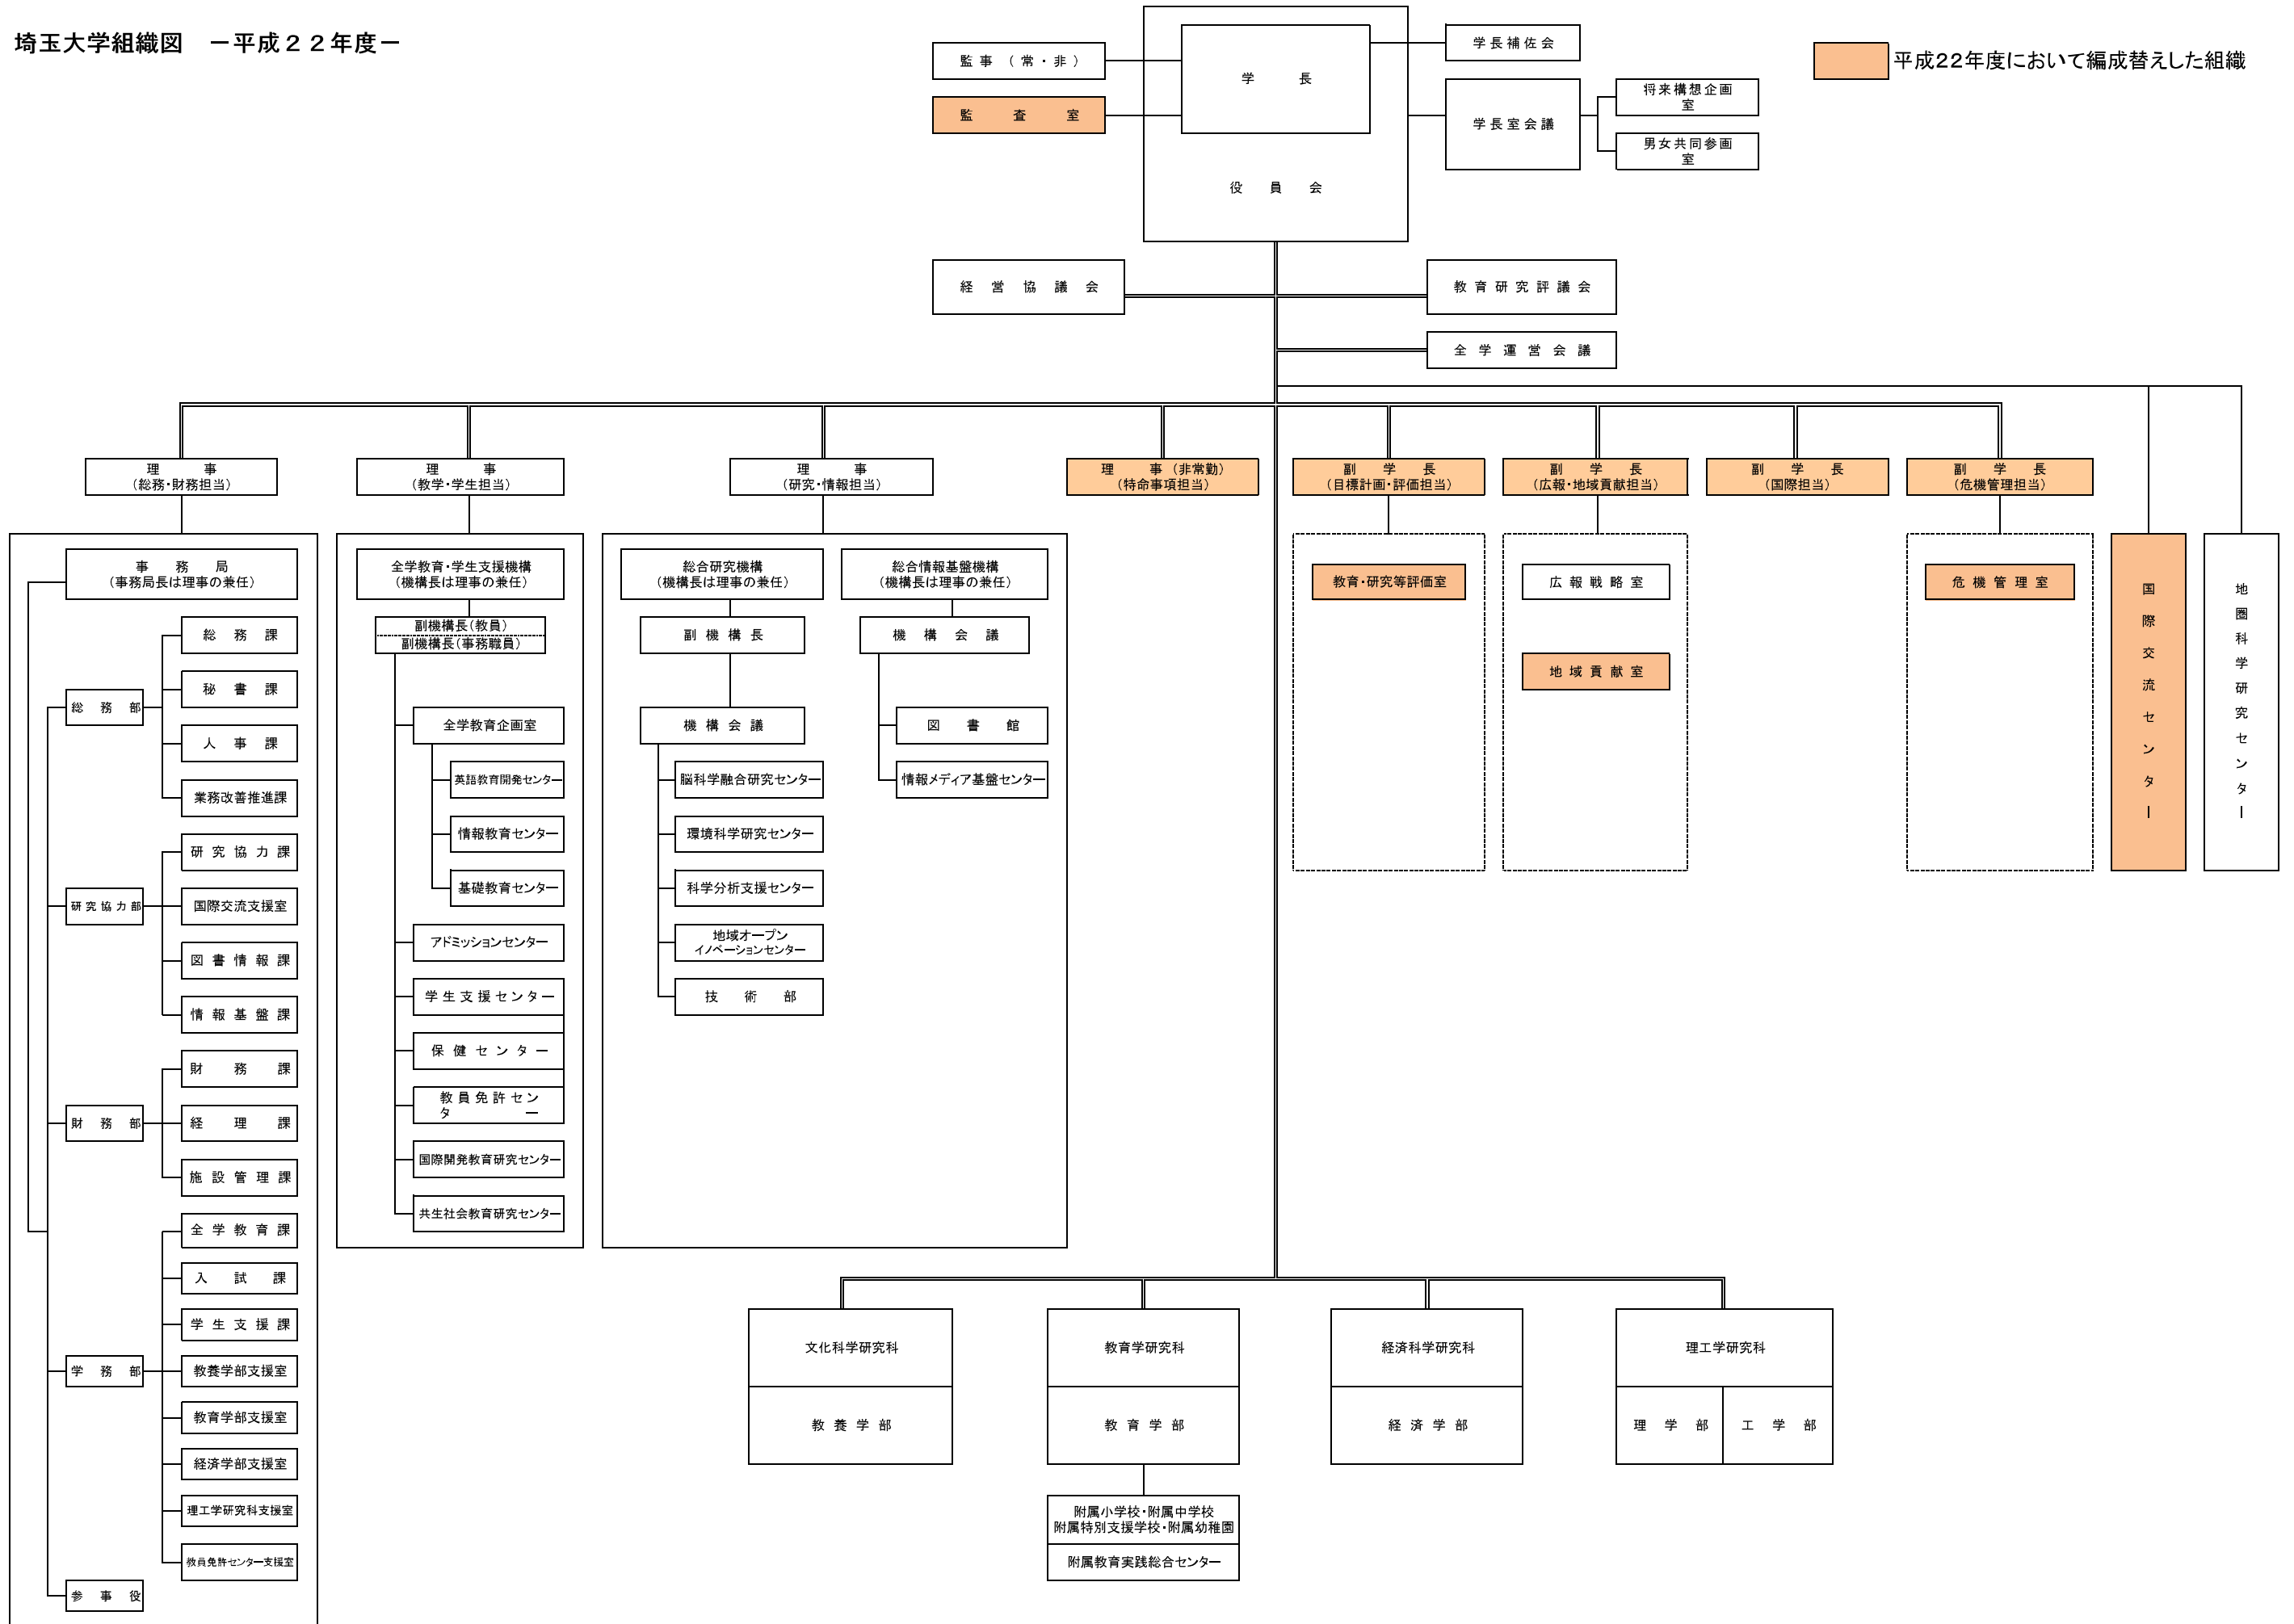 埼玉大学組織図　－平成２２年度－
平成２２年度において編成替えした組織
監事（常・非）
監査室
学長
役員会
学長補佐会
学長室会議
将来構想企画
室
男女共同参画
室
経営協議会
教育研究評議会
全学運営会議
理事
（総務・財務担当）
理事
（教学・学生担当）
理事
（研究・情報担当）
理事（非常勤）
（特命事項担当）
副学長
（目標計画・評価担当）
副学長
（広報・地域貢献担当）
副学長
（国際担当）
副学長
（危機管理担当）
事務局
（事務局長は理事の兼任）
総務部
総務課
秘書課
人事課
業務改善推進課
研究協力部
研究協力課
国際交流支援室
図書情報課
情報基盤課
財務部
財務課
経理課
施設管理課
学務部
全学教育課
入試課
学生支援課
教養学部支援室
教育学部支援室
経済学部支援室
理工学研究科支援室
教員免許センター支援室
参事役
全学教育・学生支援機構
（機構長は理事の兼任）
副機構長（教員）
副機構長（事務職員）
全学教育企画室
英語教育開発センター
情報教育センター
基礎教育センター
アドミッションセンター
学生支援センター
保健センター
教員免許セン
ター
国際開発教育研究センター
共生社会教育研究センター
総合研究機構
（機構長は理事の兼任）
副機構長
機構会議
脳科学融合研究センター
環境科学研究センター
科学分析支援センター
地域オープン
イノベーションセンター
技術部
総合情報基盤機構
（機構長は理事の兼任）
機構会議
図書館
情報メディア基盤センター
教育・研究等評価室
広報戦略室
地域貢献室
危機管理室
国際交流センター
地圏科学研究センター
文化科学研究科
教養学部
教育学研究科
教育学部
附属小学校・附属中学校
附属特別支援学校・附属幼稚園
附属教育実践総合センター
経済科学研究科
経済学部
理工学研究科
理学部
工学部